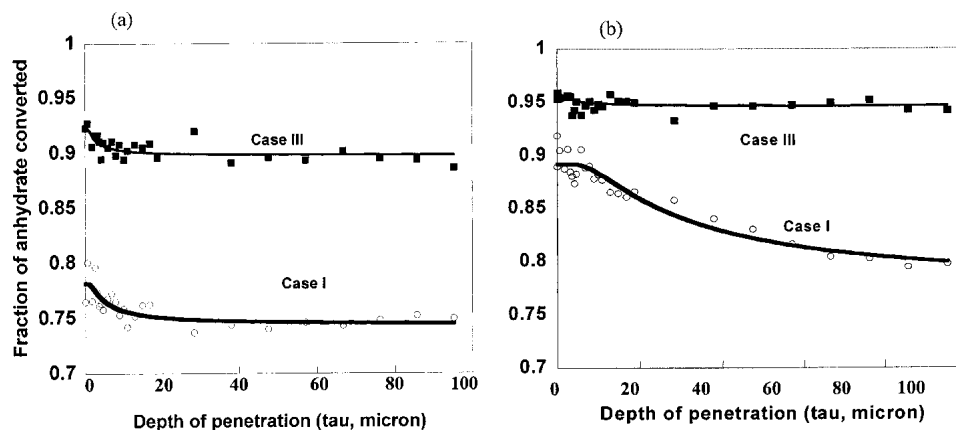 (a)
Fraction of anhydrate converted
1
0.95
0.9
0.85
0.8
0.75
0.7
Case III
Case I
0 20 40 60 80 100
Depth of penetration (tau, micron)
(b)
1
0.95
0.9
0.85
0.8
0.75
0.7
Case III
Case I
0 20 40 60 80 100
Depth of penetration (tau, micron)